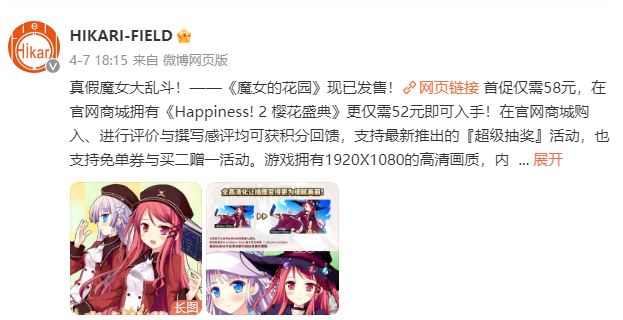 Hikari
Field
HIKARI-FIELD
4-7 18:15 来自 微博网页版
真假魔女大乱斗！——《魔女的花园》现已发售！ 网页链接 首促仅需58元，在
官网商城拥有《Happiness! 2 樱花盛典》更仅需52元即可入手！在官网商城购
入、进行评价与撰写感评均可获积分回馈，支持最新推出的『超级抽奖』活动，也
支持免单券与买二赠一活动。游戏拥有1920X1080的高清画质，内 ... 展开
全高清化让插图变得更为细腻美丽！
长图